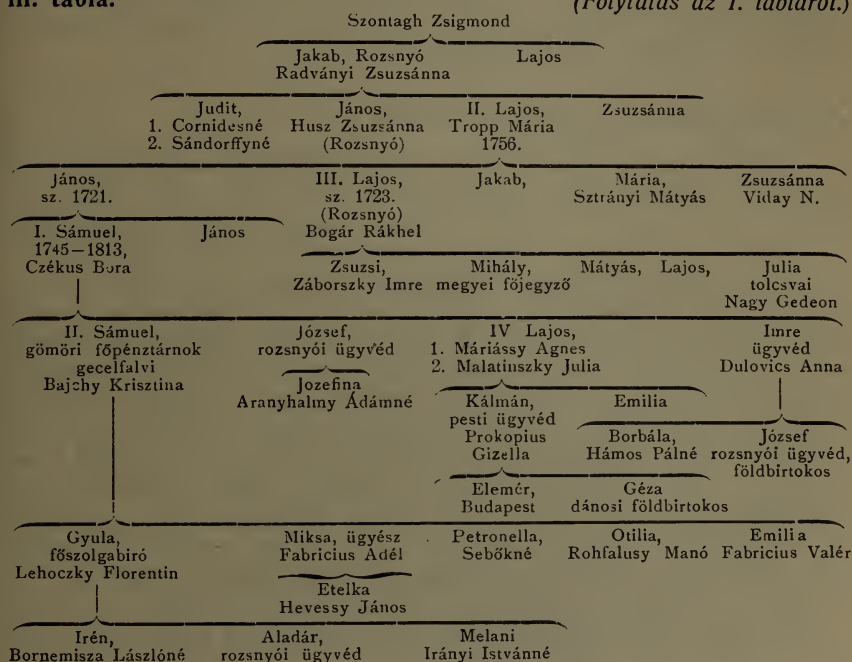 III. tábla.
(Folytatás az I. tábláról.)
Szontagh Zsigmond
Jakab, Rozsnyó Lajos
Radványi Zsuzsánna
Judit, János, II. Lajos, Zsuzsánna
1. Cornidesné Husz Zsuzsánna Tropp Mária
2. Sándorffyné (Rozsnyó) 1756.
János, III. Lajos, Jakab, Mária, Zsuzsánna
sz. 1721. sz. 1723. Sztrányi Mátyás Viday N.
(Rozsnyó)
I. Sámuel, János Bogár Rákhel
1745–1813,
Czékus Bora Zsuzsi, Mihály, Mátyás, Lajos, Julia
Záborszky Imre megyei főjegyző tolcsvai
Nagy Gedeon
II. Sámuel, József, IV Lajos, Imre
gömöri főpénztárnok rozsnyói ügyvéd 1. Máriássy Agnes ügyvéd
gecelfalvi 2. Malatinszky Julia Dulovics Anna
Bajchy Krisztina Jozefina
Aranyhalmy Ádámné Kálmán, Emilia
pesti ügyvéd
Prokopius Borbála, József
Gizella Hámos Pálné rozsnyói ügyvéd,
földbirtokos
Elemér, Géza
Budapest dánosi földbirtokos
Gyula, Miksa, ügyész Petronella, Otilia, Emilia
főszolgabiró Fabricius Adél Sebőkné Rohfalusy Manó Fabricius Valér
Lehoczky Florentin
Etelka
Hevessy János
Irén, Aladár, Melani
Bornemisza Lászlóné rozsnyói ügyvéd Irányi Istvánné